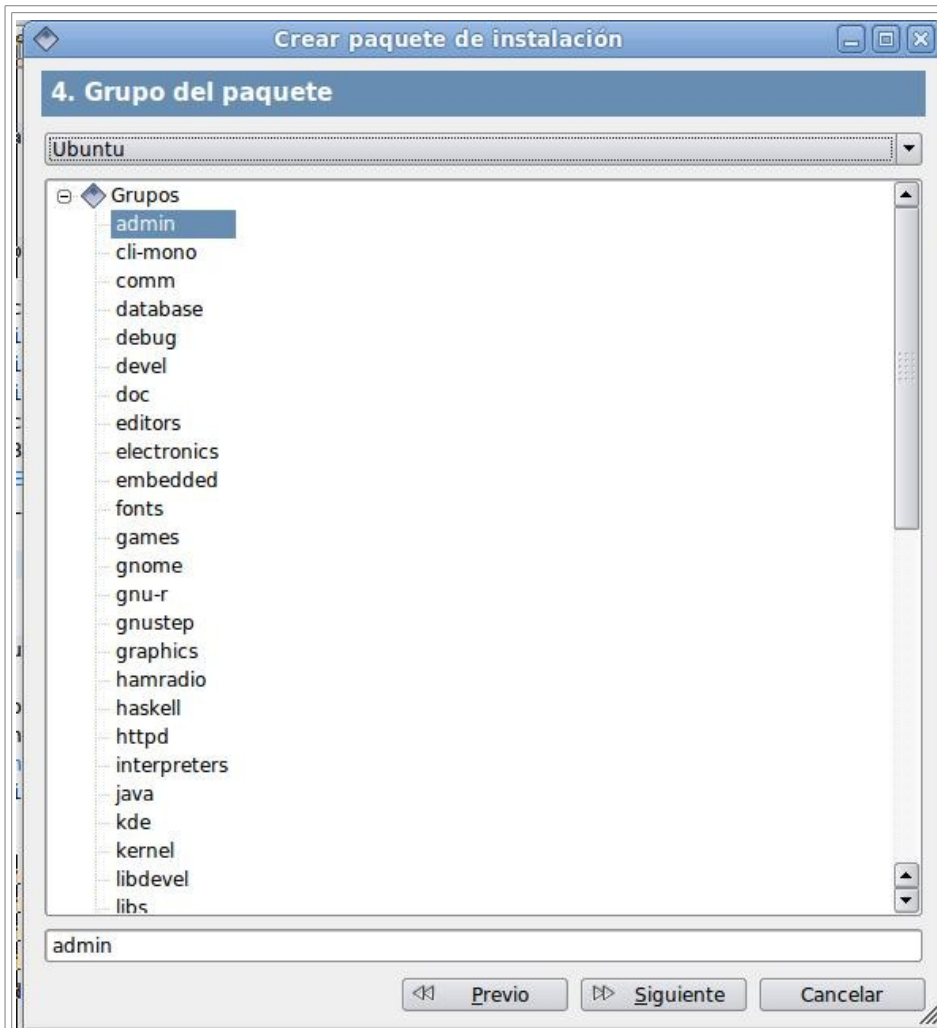 Crear paquete de instalación
4. Grupo del paquete
Ubuntu
Grupos
admin
cli-mono
comm
database
debug
devel
doc
editors
electronics
embedded
fonts
games
gnome
gnu-r
gnustep
graphics
hamradio
haskell
httpd
interpreters
java
kde
kernel
libdevel
libs
admin
Previo Siguiente Cancelar